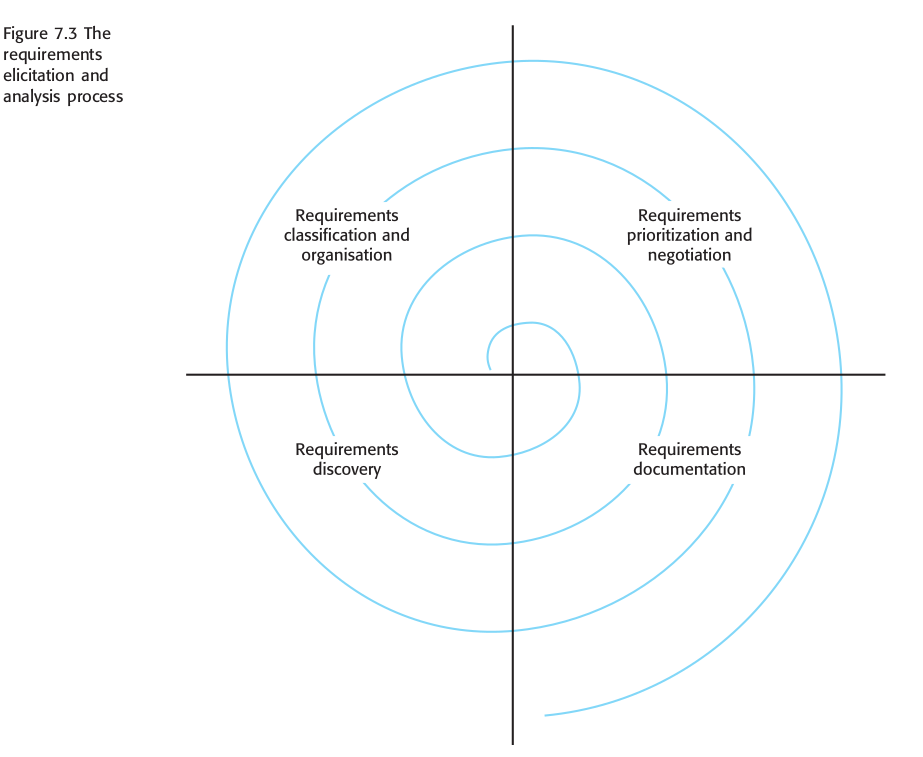 Figure 7.3 The
requirements
elicitation and
analysis process
Requirements
classification and
organisation
Requirements
prioritization and
negotiation
Requirements
discovery
Requirements
documentation